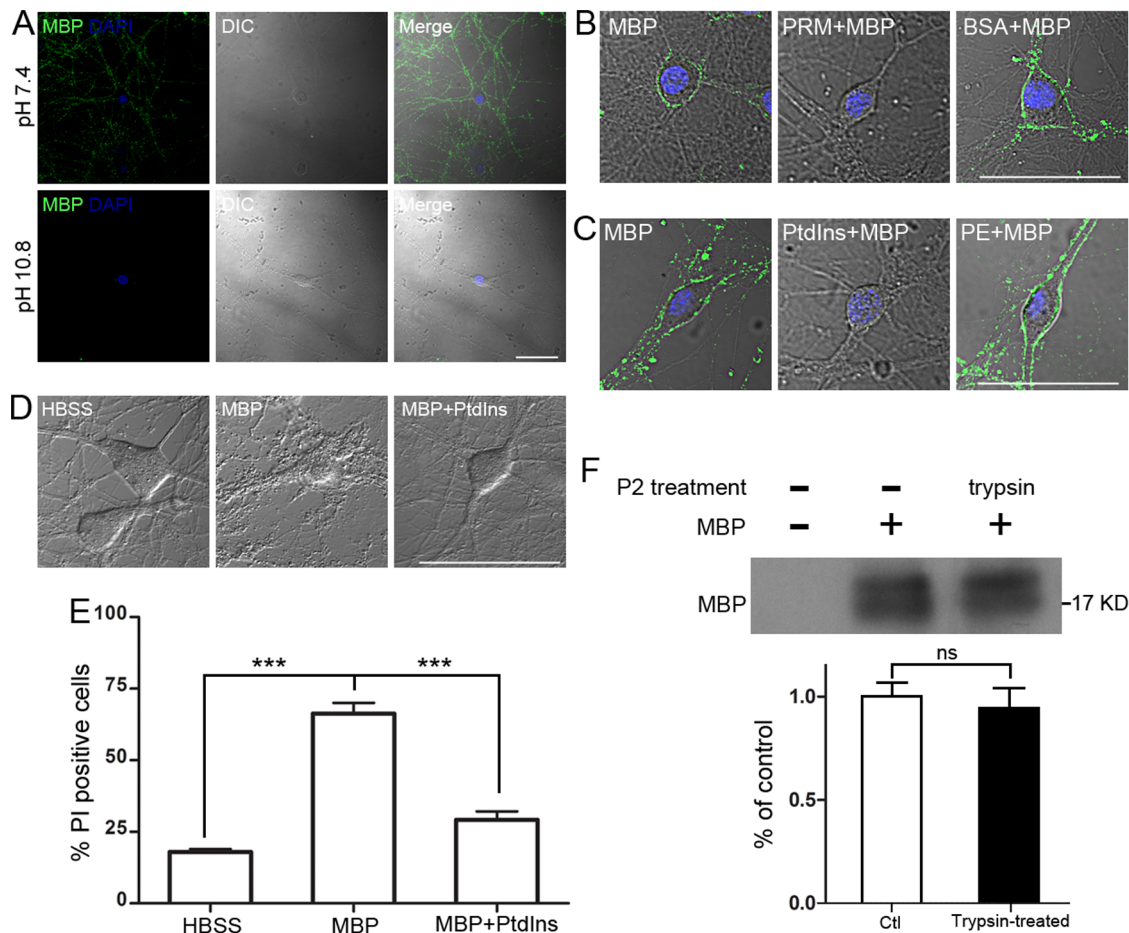 A
MBP DAPI
DIC
Merge
pH 7.4
MBP DAPI
DIC
Merge
pH 10.8
B
MBP
PRM+MBP
BSA+MBP
C
MBP
PtdIns+MBP
PE+MBP
D
HBSS
MBP
MBP+PtdIns
E
100
75
50
25
0
% PI positive cells
***
***
HBSS
MBP
MBP+PtdIns
F
P2 treatment
-
-
trypsin
MBP
-
+
+
MBP
-17 KD
ns
1.0
0.5
0.0
% of control
Ctl
Trypsin-treated